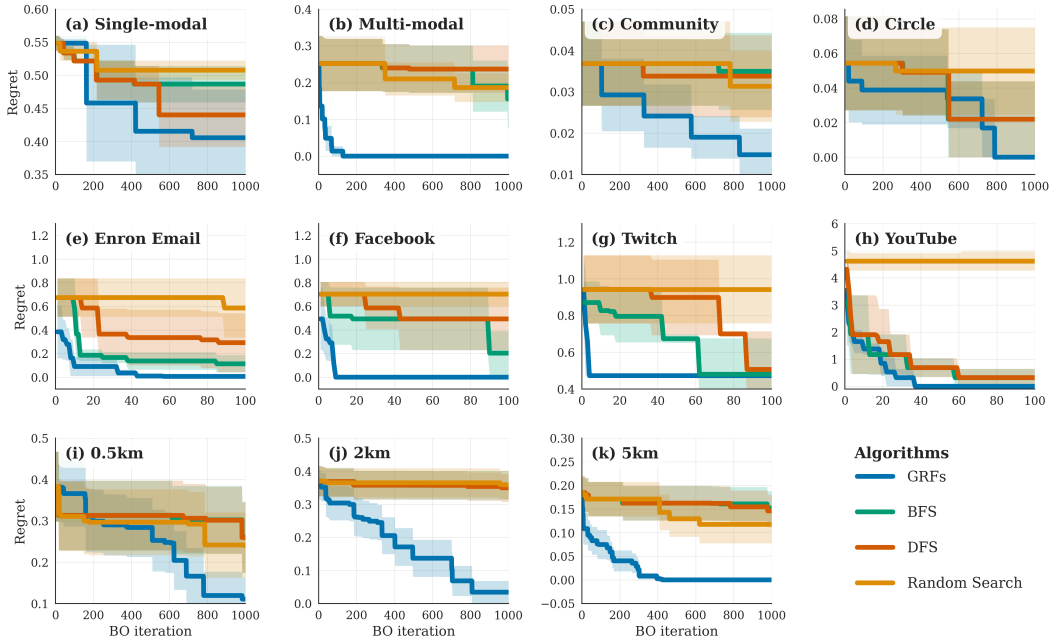 (a) Single-modal
0.60
0.55
0.50
0.45
0.40
0.35
0 200 400 600 800 1000
Regret
(b) Multi-modal
0.4
0.3
0.2
0.1
0.0
0 200 400 600 800 1000
(c) Community
0.05
0.04
0.03
0.02
0.01
0 200 400 600 800 1000
(d) Circle
0.08
0.06
0.04
0.02
0.00
0 200 400 600 800 1000
(e) Enron Email
1.2
1.0
0.8
0.6
0.4
0.2
0.0
0 20 40 60 80 100
Regret
(f) Facebook
1.2
1.0
0.8
0.6
0.4
0.2
0.0
0 20 40 60 80 100
(g) Twitch
1.2
1.0
0.8
0.6
0.4
0 20 40 60 80 100
(h) YouTube
6
5
4
3
2
1
0
0 20 40 60 80 100
(i) 0.5km
0.5
0.4
0.3
0.2
0.1
0 200 400 600 800 1000
Regret
BO iteration
(j) 2km
0.5
0.4
0.3
0.2
0.1
0.0
0 200 400 600 800 1000
BO iteration
(k) 5km
0.30
0.25
0.20
0.15
0.10
0.05
0.00
−0.05
0 200 400 600 800 1000
BO iteration
Algorithms
GRFs
BFS
DFS
Random Search